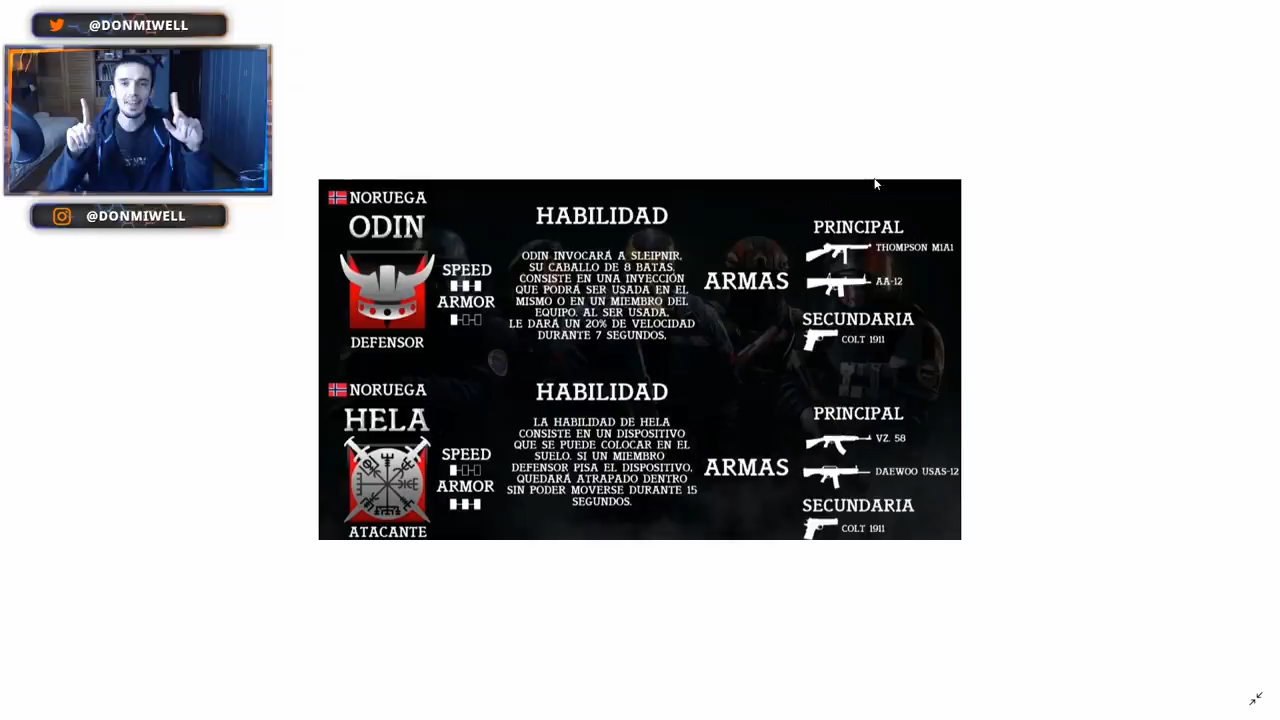 @DONMIWELL
@DONMIWELL
NORUEGA
ODIN
DEFENSOR
SPEED
ARMOR
HABILIDAD
ODIN INVOCARÁ A SLEIPNIR,
SU CABALLO DE 8 BATAS.
CONSISTE EN UNA INYECCIÓN
QUE PODRÁ SER USADA EN EL
MISMO O EN UN MIEMBRO DEL
EQUIPO. AL SER USADA,
LE DARÁ UN 20% DE VELOCIDAD
DURANTE 7 SEGUNDOS.
ARMAS
PRINCIPAL
THOMPSON M1A1
AA-12
SECUNDARIA
COLT 1911
NORUEGA
HELA
ATACANTE
SPEED
ARMOR
HABILIDAD
LA HABILIDAD DE HELA
CONSISTE EN UN DISPOSITIVO
QUE SE PUEDE COLOCAR EN EL
SUELO. SI UN MIEMBRO
DEFENSOR PISA EL DISPOSITIVO,
QUEDARÁ ATRAPADO DENTRO
SIN PODER MOVERSE DURANTE 15
SEGUNDOS.
ARMAS
PRINCIPAL
VZ. 58
DAEWOO USAS-12
SECUNDARIA
COLT 1911